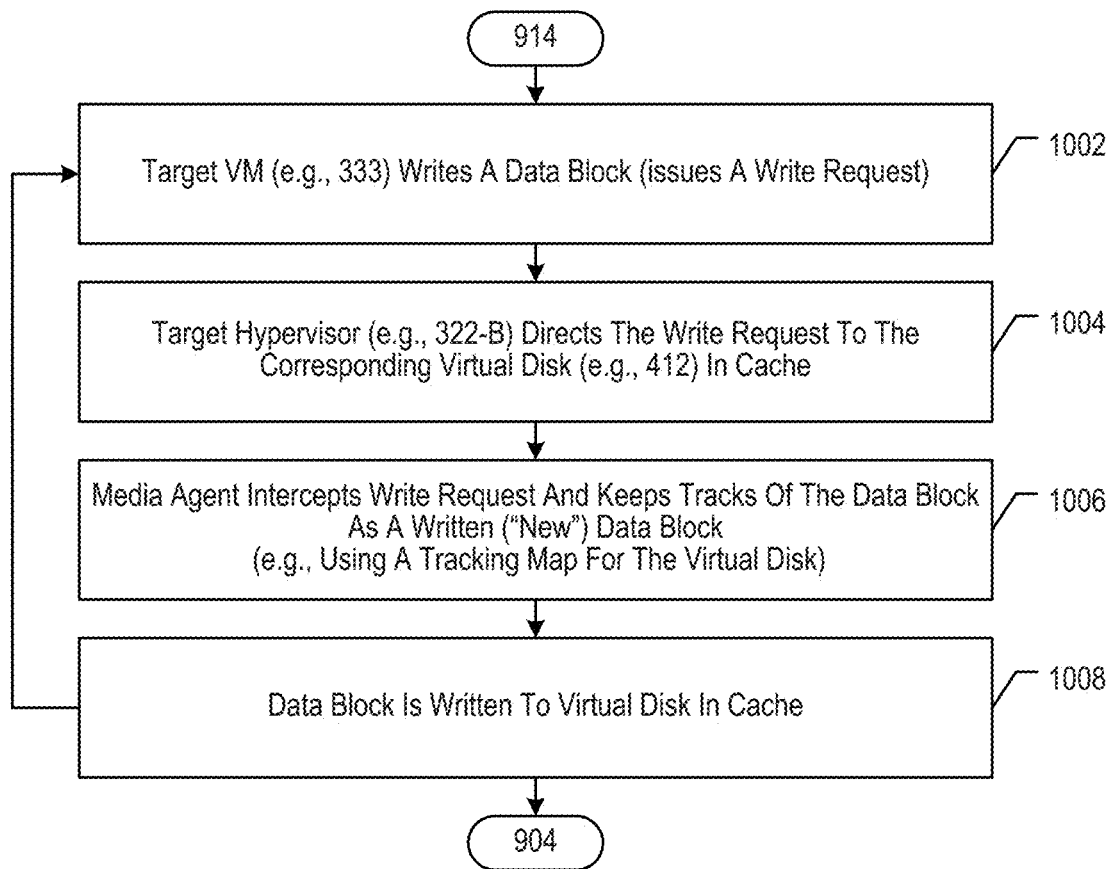 914
Target VM (e.g., 333) Writes A Data Block (issues A Write Request)
1002
Target Hypervisor (e.g., 322-B) Directs The Write Request To The
Corresponding Virtual Disk (e.g., 412) In Cache
1004
Media Agent Intercepts Write Request And Keeps Tracks Of The Data Block
As A Written ("New") Data Block
(e.g., Using A Tracking Map For The Virtual Disk)
1006
Data Block Is Written To Virtual Disk In Cache
1008
904